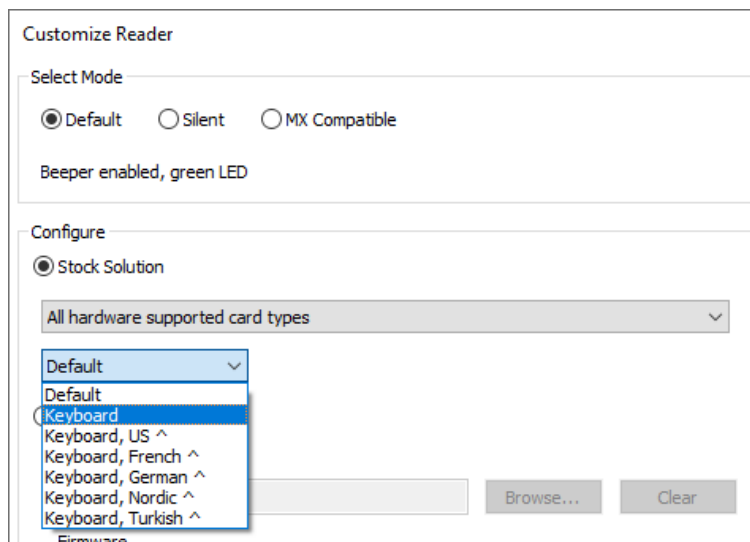 Customize Reader
Select Mode
Default Silent MX Compatible
Beeper enabled, green LED
Configure
Stock Solution
All hardware supported card types
Default
Default
Keyboard
Keyboard, US ^
Keyboard, French ^
Keyboard, German ^
Keyboard, Nordic ^
Browse... Clear
Keyboard, Turkish ^
Firmware